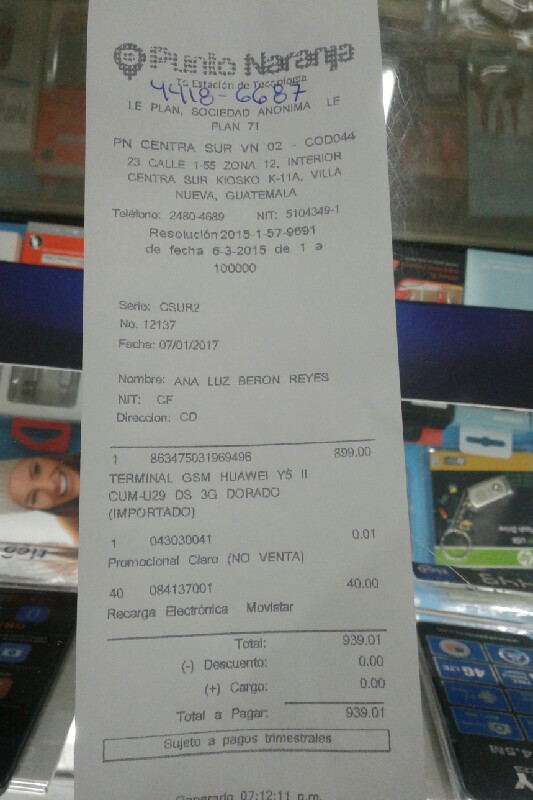 Punto Naranja
Tu Estación de Tecnología
4418-6687
LE PLAN, SOCIEDAD ANONIMA LE
PLAN 71
PN CENTRA SUR VN 02 - COD044
23 CALLE 1-55 ZONA 12, INTERIOR
CENTRA SUR KIOSKO K-11A, VILLA
NUEVA, GUATEMALA
Teléfono: 2480-4689 NIT: 5104349-1
Resolución 2015-1-57-9691
de fecha 6-3-2015 de 1 a
100000
Serie: CSUR2
No. 12137
Fecha: 07/01/2017
Nombre: ANA LUZ BERON REYES
NIT: CF
Direccion: CD
1 863475031969496 899.00
TERMINAL GSM HUAWEI Y5 II
CUM-U29 DS 3G DORADO
(IMPORTADO)
1 043030041 0.01
Promocional Claro (NO VENTA)
40 084137001 40.00
Recarga Electrónica Movistar
Total: 939.01
(-) Descuento: 0.00
(+) Cargo: 0.00
Total a Pagar: 939.01
Sujeto a pagos trimestrales
Generado 07:12:11 p.m.
4G LTE
4.5M